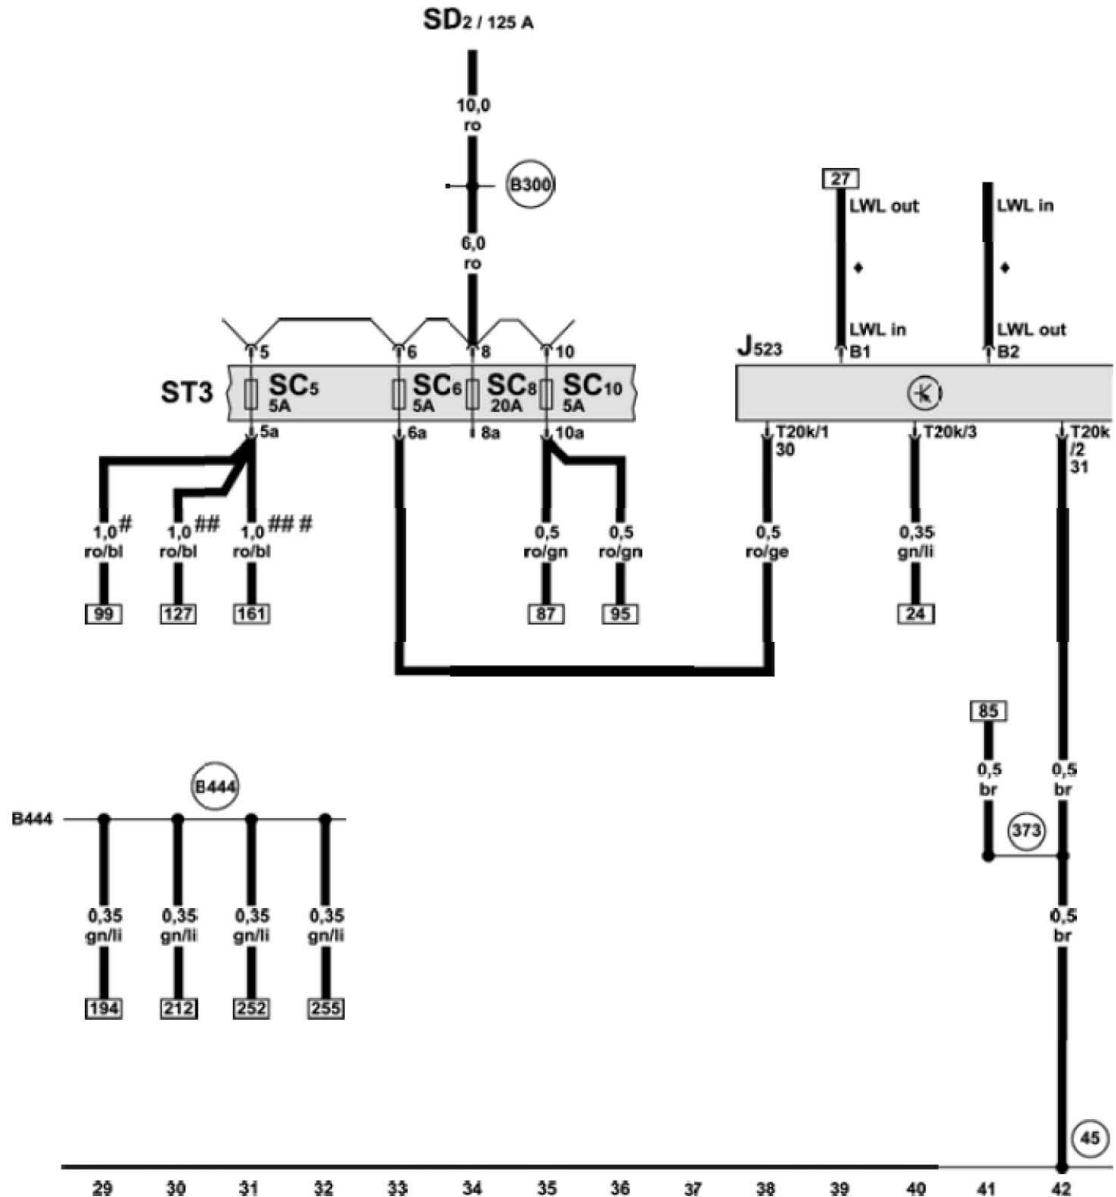 SD2 / 125 A
10,0
ro
B300
6,0
ro
27
LWL out
LWL in
LWL in
LWL out
5
6
8
10
J523
B1
B2
ST3
SC5
5A
SC6
5A
SC8
20A
SC10
5A
5a
6a
8a
10a
T20k/1
30
T20k/3
T20k
/2
31
1,0 #
ro/bl
1,0 ##
ro/bl
1,0 ## #
ro/bl
0,5
ro/gn
0,5
ro/gn
0,5
ro/ge
0,35
gn/li
99
127
161
87
95
24
85
0,5
br
0,5
br
373
B444
B444
0,35
gn/li
0,35
gn/li
0,35
gn/li
0,35
gn/li
0,5
br
194
212
252
255
45
29 30 31 32 33 34 35 36 37 38 39 40 41 42